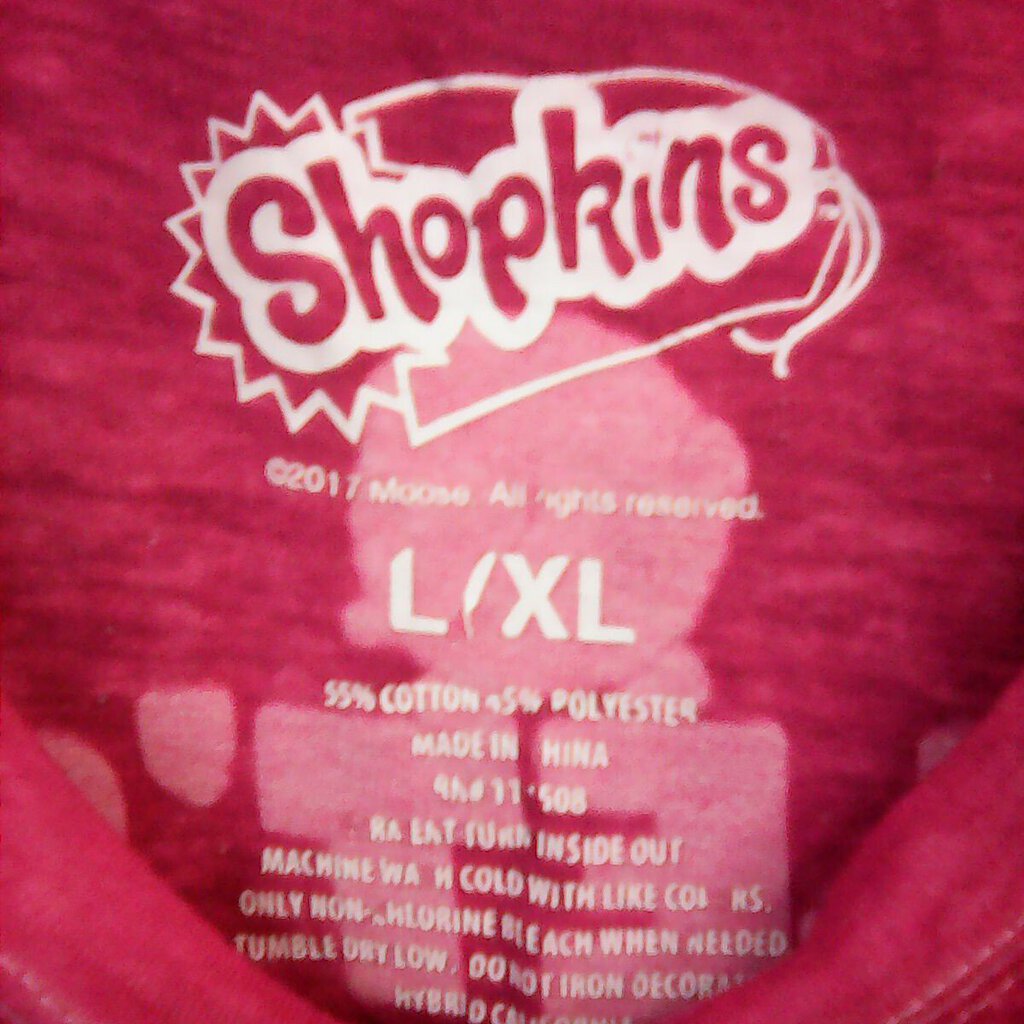 Shopkins
©2017 Moose. All rights reserved.
L/XL
55% COTTON 45% POLYESTER
MADE IN CHINA
INSIDE OUT
MACHINE WASH COLD WITH LIKE COLORS.
ONLY NON-CHLORINE BLEACH WHEN NEEDED
TUMBLE DRY LOW. DO NOT IRON
HYBRID